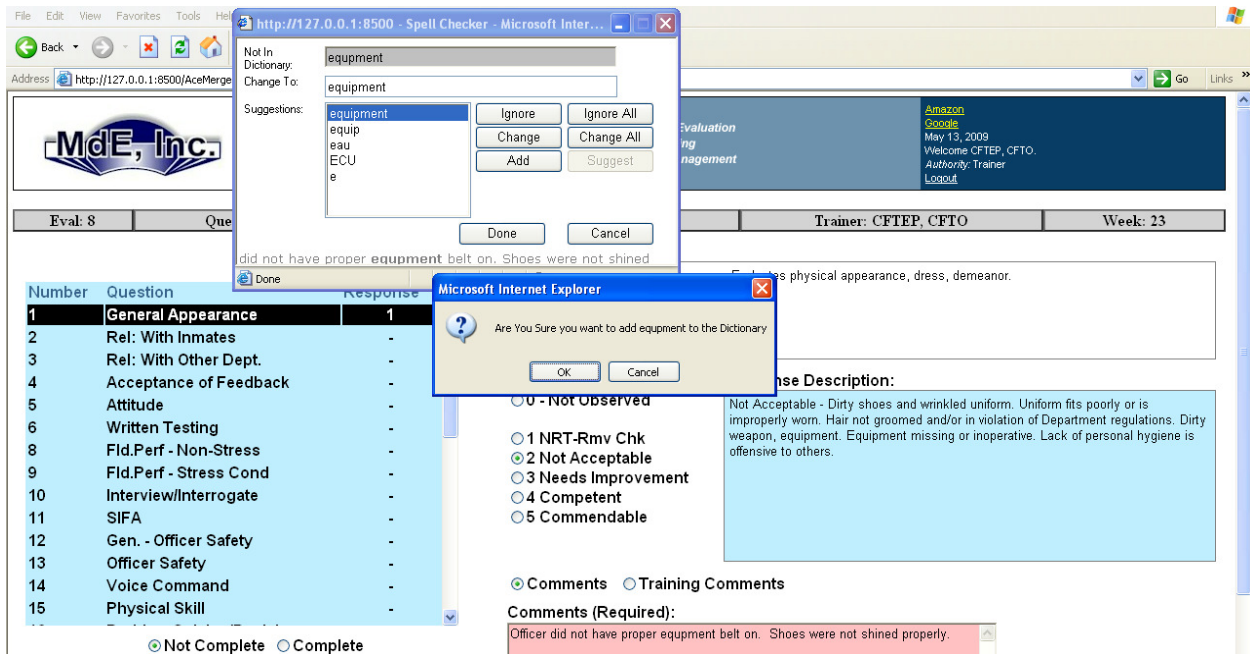 File Edit View Favorites Tools Hel
http://127.0.0.1:8500 - Spell Checker - Microsoft Inter...
Back
Address http://127.0.0.1:8500/AceMerge
Go Links »
Not In
Dictionary:
equpment
Change To:
equipment
Suggestions:
equipment
equip
eau
ECU
e
Ignore Ignore All
Change Change All
Add Suggest
Done Cancel
did not have proper equpment belt on. Shoes were not shined
Done
MdE, Inc.
Evaluation
ng
nagement
Amazon
Google
May 13, 2009
Welcome CFTEP, CFTO.
Authority: Trainer
Logout
Eval: 8 Que Trainer: CFTEP, CFTO Week: 23
physical appearance, dress, demeanor.
Microsoft Internet Explorer
Are You Sure you want to add equpment to the Dictionary
OK Cancel
Number Question Response
1 General Appearance 1
2 Rel: With Inmates -
3 Rel: With Other Dept. -
4 Acceptance of Feedback -
5 Attitude -
6 Written Testing -
8 Fld.Perf - Non-Stress -
9 Fld.Perf - Stress Cond -
10 Interview/Interrogate -
11 SIFA -
12 Gen. - Officer Safety -
13 Officer Safety -
14 Voice Command -
15 Physical Skill -
Not Complete Complete
0 - Not Observed
1 NRT-Rmv Chk
2 Not Acceptable
3 Needs Improvement
4 Competent
5 Commendable
nse Description:
Not Acceptable - Dirty shoes and wrinkled uniform. Uniform fits poorly or is
improperly worn. Hair not groomed and/or in violation of Department regulations. Dirty
weapon, equipment. Equipment missing or inoperative. Lack of personal hygiene is
offensive to others.
Comments Training Comments
Comments (Required):
Officer did not have proper equpment belt on. Shoes were not shined properly.